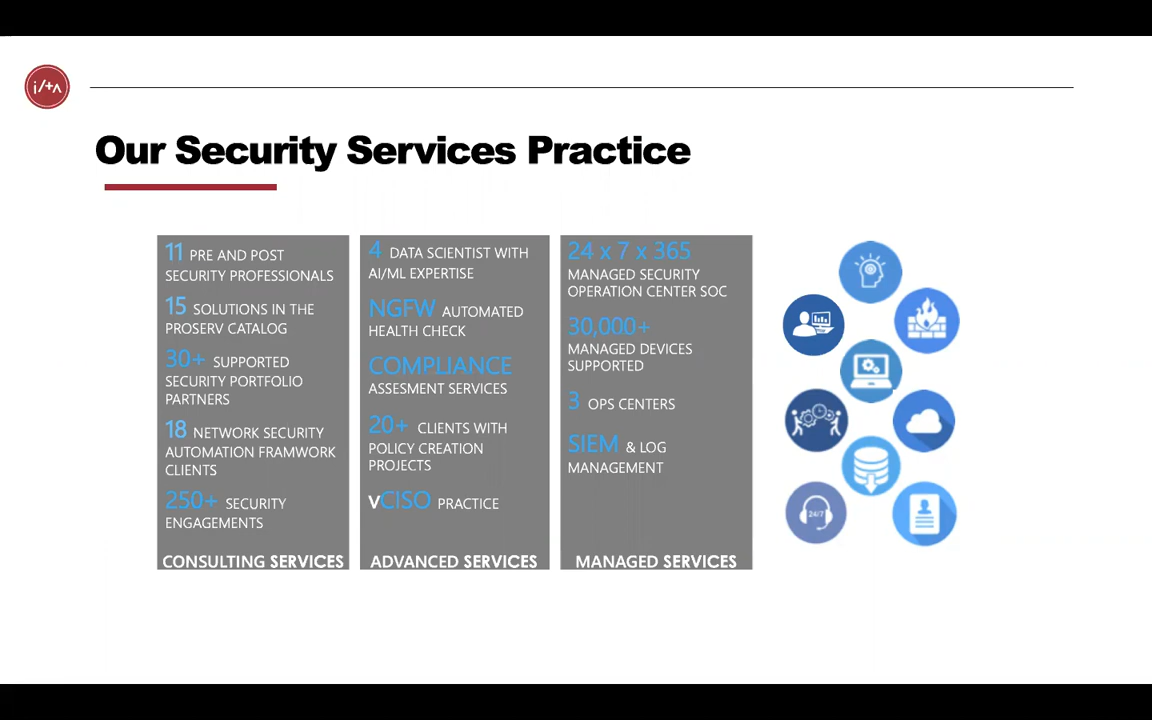 i/+∧
Our Security Services Practice
11 PRE AND POST
SECURITY PROFESSIONALS
15 SOLUTIONS IN THE
PROSERV CATALOG
30+ SUPPORTED
SECURITY PORTFOLIO
PARTNERS
18 NETWORK SECURITY
AUTOMATION FRAMWORK
CLIENTS
250+ SECURITY
ENGAGEMENTS
CONSULTING SERVICES
4 DATA SCIENTIST WITH
AI/ML EXPERTISE
NGFW AUTOMATED
HEALTH CHECK
COMPLIANCE
ASSESMENT SERVICES
20+ CLIENTS WITH
POLICY CREATION
PROJECTS
vCISO PRACTICE
ADVANCED SERVICES
24 x 7 x 365
MANAGED SECURITY
OPERATION CENTER SOC
30,000+
MANAGED DEVICES
SUPPORTED
3 OPS CENTERS
SIEM & LOG
MANAGEMENT
MANAGED SERVICES
24/7